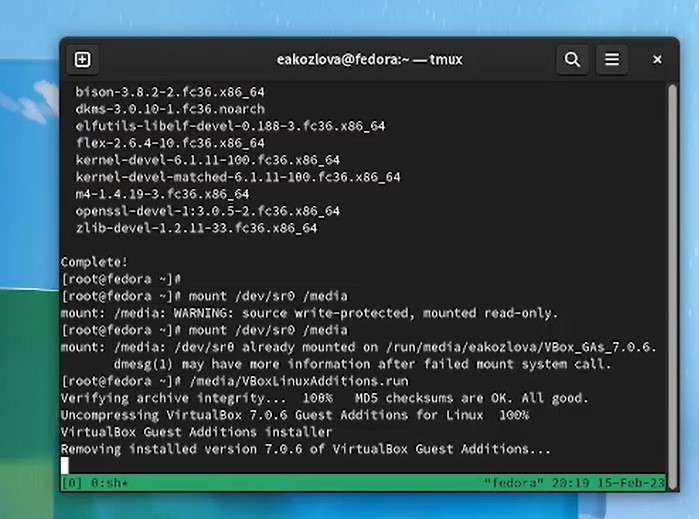 eakozlova@fedora:~ — tmux
bison-3.8.2-2.fc36.x86_64
dkms-3.0.10-1.fc36.noarch
elfutils-libelf-devel-0.188-3.fc36.x86_64
flex-2.6.4-10.fc36.x86_64
kernel-devel-6.1.11-100.fc36.x86_64
kernel-devel-matched-6.1.11-100.fc36.x86_64
m4-1.4.19-3.fc36.x86_64
openssl-devel-1:3.0.5-2.fc36.x86_64
zlib-devel-1.2.11-33.fc36.x86_64
Complete!
[root@fedora ~]#
[root@fedora ~]# mount /dev/sr0 /media
mount: /media: WARNING: source write-protected, mounted read-only.
[root@fedora ~]# mount /dev/sr0 /media
mount: /media: /dev/sr0 already mounted on /run/media/eakozlova/VBox_GAs_7.0.6.
dmesg(1) may have more information after failed mount system call.
[root@fedora ~]# /media/VBoxLinuxAdditions.run
Verifying archive integrity...  100%   MD5 checksums are OK. All good.
Uncompressing VirtualBox 7.0.6 Guest Additions for Linux  100%
VirtualBox Guest Additions installer
Removing installed version 7.0.6 of VirtualBox Guest Additions...
[0] 0:sh* "fedora" 20:19 15-Feb-23